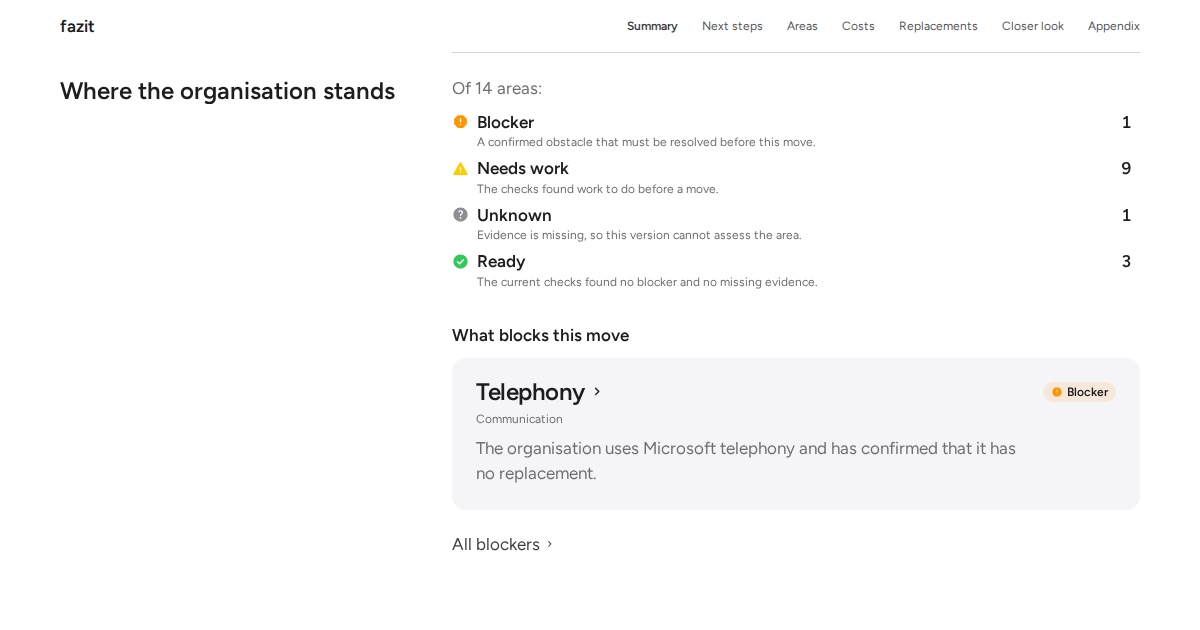 fazit
Summary Next steps Areas Costs Replacements Closer look Appendix
Where the organisation stands
Of 14 areas:
Blocker 1
A confirmed obstacle that must be resolved before this move.
Needs work 9
The checks found work to do before a move.
Unknown 1
Evidence is missing, so this version cannot assess the area.
Ready 3
The current checks found no blocker and no missing evidence.
What blocks this move
Telephony
Blocker
Communication
The organisation uses Microsoft telephony and has confirmed that it has
no replacement.
All blockers